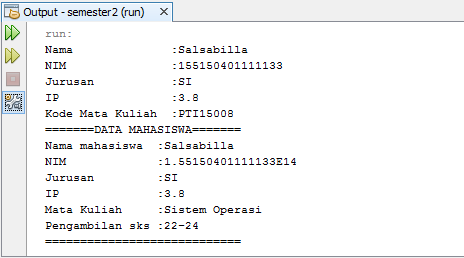 Output - semester2 (run)
run:
Nama :Salsabilla
NIM :155150401111133
Jurusan :SI
IP :3.8
Kode Mata Kuliah :PTI15008
=======DATA MAHASISWA=======
Nama mahasiswa :Salsabilla
NIM :1.55150401111133E14
Jurusan :SI
IP :3.8
Mata Kuliah :Sistem Operasi
Pengambilan sks :22-24
============================